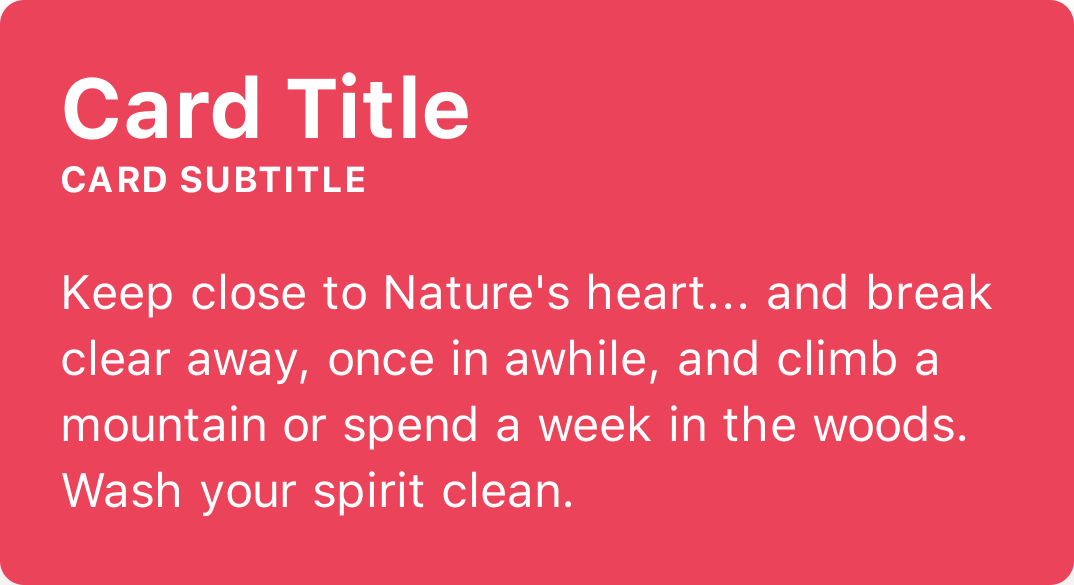 Card Title
CARD SUBTITLE
Keep close to Nature's heart... and break
clear away, once in awhile, and climb a
mountain or spend a week in the woods.
Wash your spirit clean.